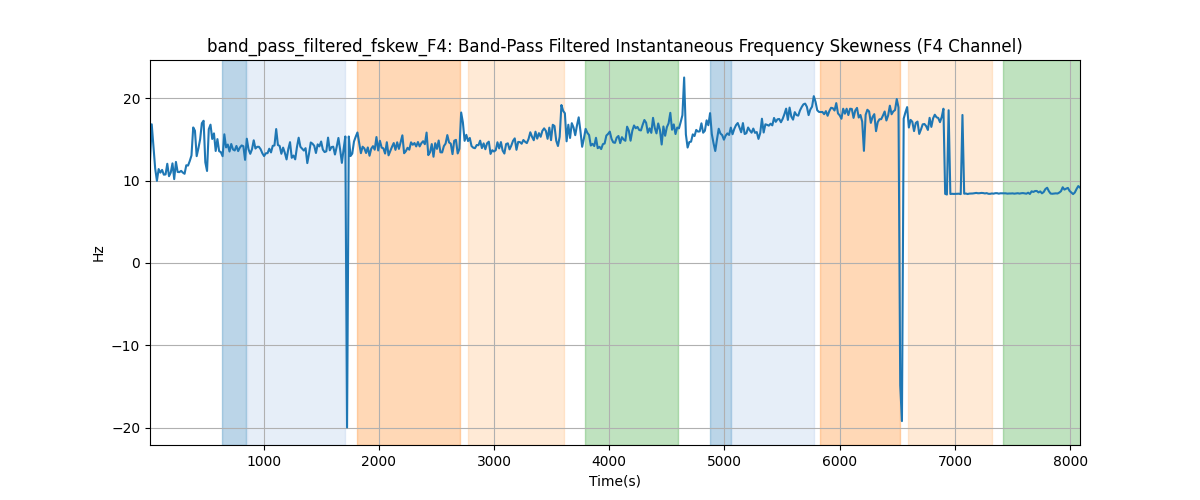 band_pass_filtered_fskew_F4: Band-Pass Filtered Instantaneous Frequency Skewness (F4 Channel)
20
10
0
−10
−20
Hz
1000 2000 3000 4000 5000 6000 7000 8000
Time(s)